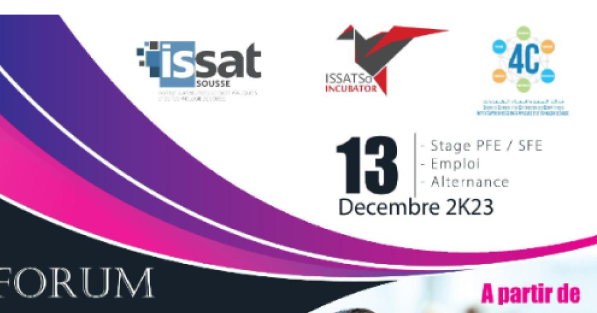 issat
SOUSSE
ISSATSo
INCUBATOR
4C
13
- Stage PFE / SFE
- Emploi
- Alternance
Decembre 2K23
FORUM
A partir de